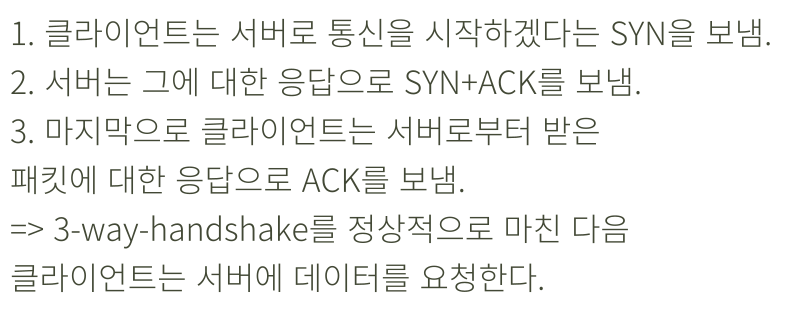 1. 클라이언트는 서버로 통신을 시작하겠다는 SYN을 보냄.
2. 서버는 그에 대한 응답으로 SYN+ACK를 보냄.
3. 마지막으로 클라이언트는 서버로부터 받은
패킷에 대한 응답으로 ACK를 보냄.
=> 3-way-handshake를 정상적으로 마친 다음
클라이언트는 서버에 데이터를 요청한다.